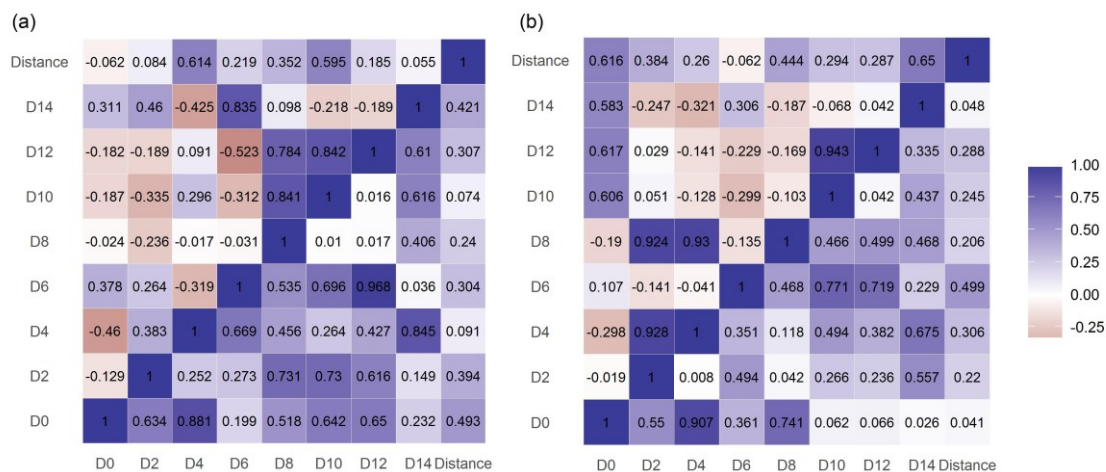 (a)
Distance -0.062 0.084 0.614 0.219 0.352 0.595 0.185 0.055 1
D14 0.311 0.46 -0.425 0.835 0.098 -0.218 -0.189 1 0.421
D12 -0.182 -0.189 0.091 -0.523 0.784 0.842 1 0.61 0.307
D10 -0.187 -0.335 0.296 -0.312 0.841 1 0.016 0.616 0.074
D8 -0.024 -0.236 -0.017 -0.031 1 0.01 0.017 0.406 0.24
D6 0.378 0.264 -0.319 1 0.535 0.696 0.968 0.036 0.304
D4 -0.46 0.383 1 0.669 0.456 0.264 0.427 0.845 0.091
D2 -0.129 1 0.252 0.273 0.731 0.73 0.616 0.149 0.394
D0 1 0.634 0.881 0.199 0.518 0.642 0.65 0.232 0.493
D0 D2 D4 D6 D8 D10 D12 D14 Distance
(b)
Distance 0.616 0.384 0.26 -0.062 0.444 0.294 0.287 0.65 1
D14 0.583 -0.247 -0.321 0.306 -0.187 -0.068 0.042 1 0.048
D12 0.617 0.029 -0.141 -0.229 -0.169 0.943 1 0.335 0.288
D10 0.606 0.051 -0.128 -0.299 -0.103 1 0.042 0.437 0.245
D8 -0.19 0.924 0.93 -0.135 1 0.466 0.499 0.468 0.206
D6 0.107 -0.141 -0.041 1 0.468 0.771 0.719 0.229 0.499
D4 -0.298 0.928 1 0.351 0.118 0.494 0.382 0.675 0.306
D2 -0.019 1 0.008 0.494 0.042 0.266 0.236 0.557 0.22
D0 1 0.55 0.907 0.361 0.741 0.062 0.066 0.026 0.041
D0 D2 D4 D6 D8 D10 D12 D14 Distance
1.00
0.75
0.50
0.25
0.00
-0.25